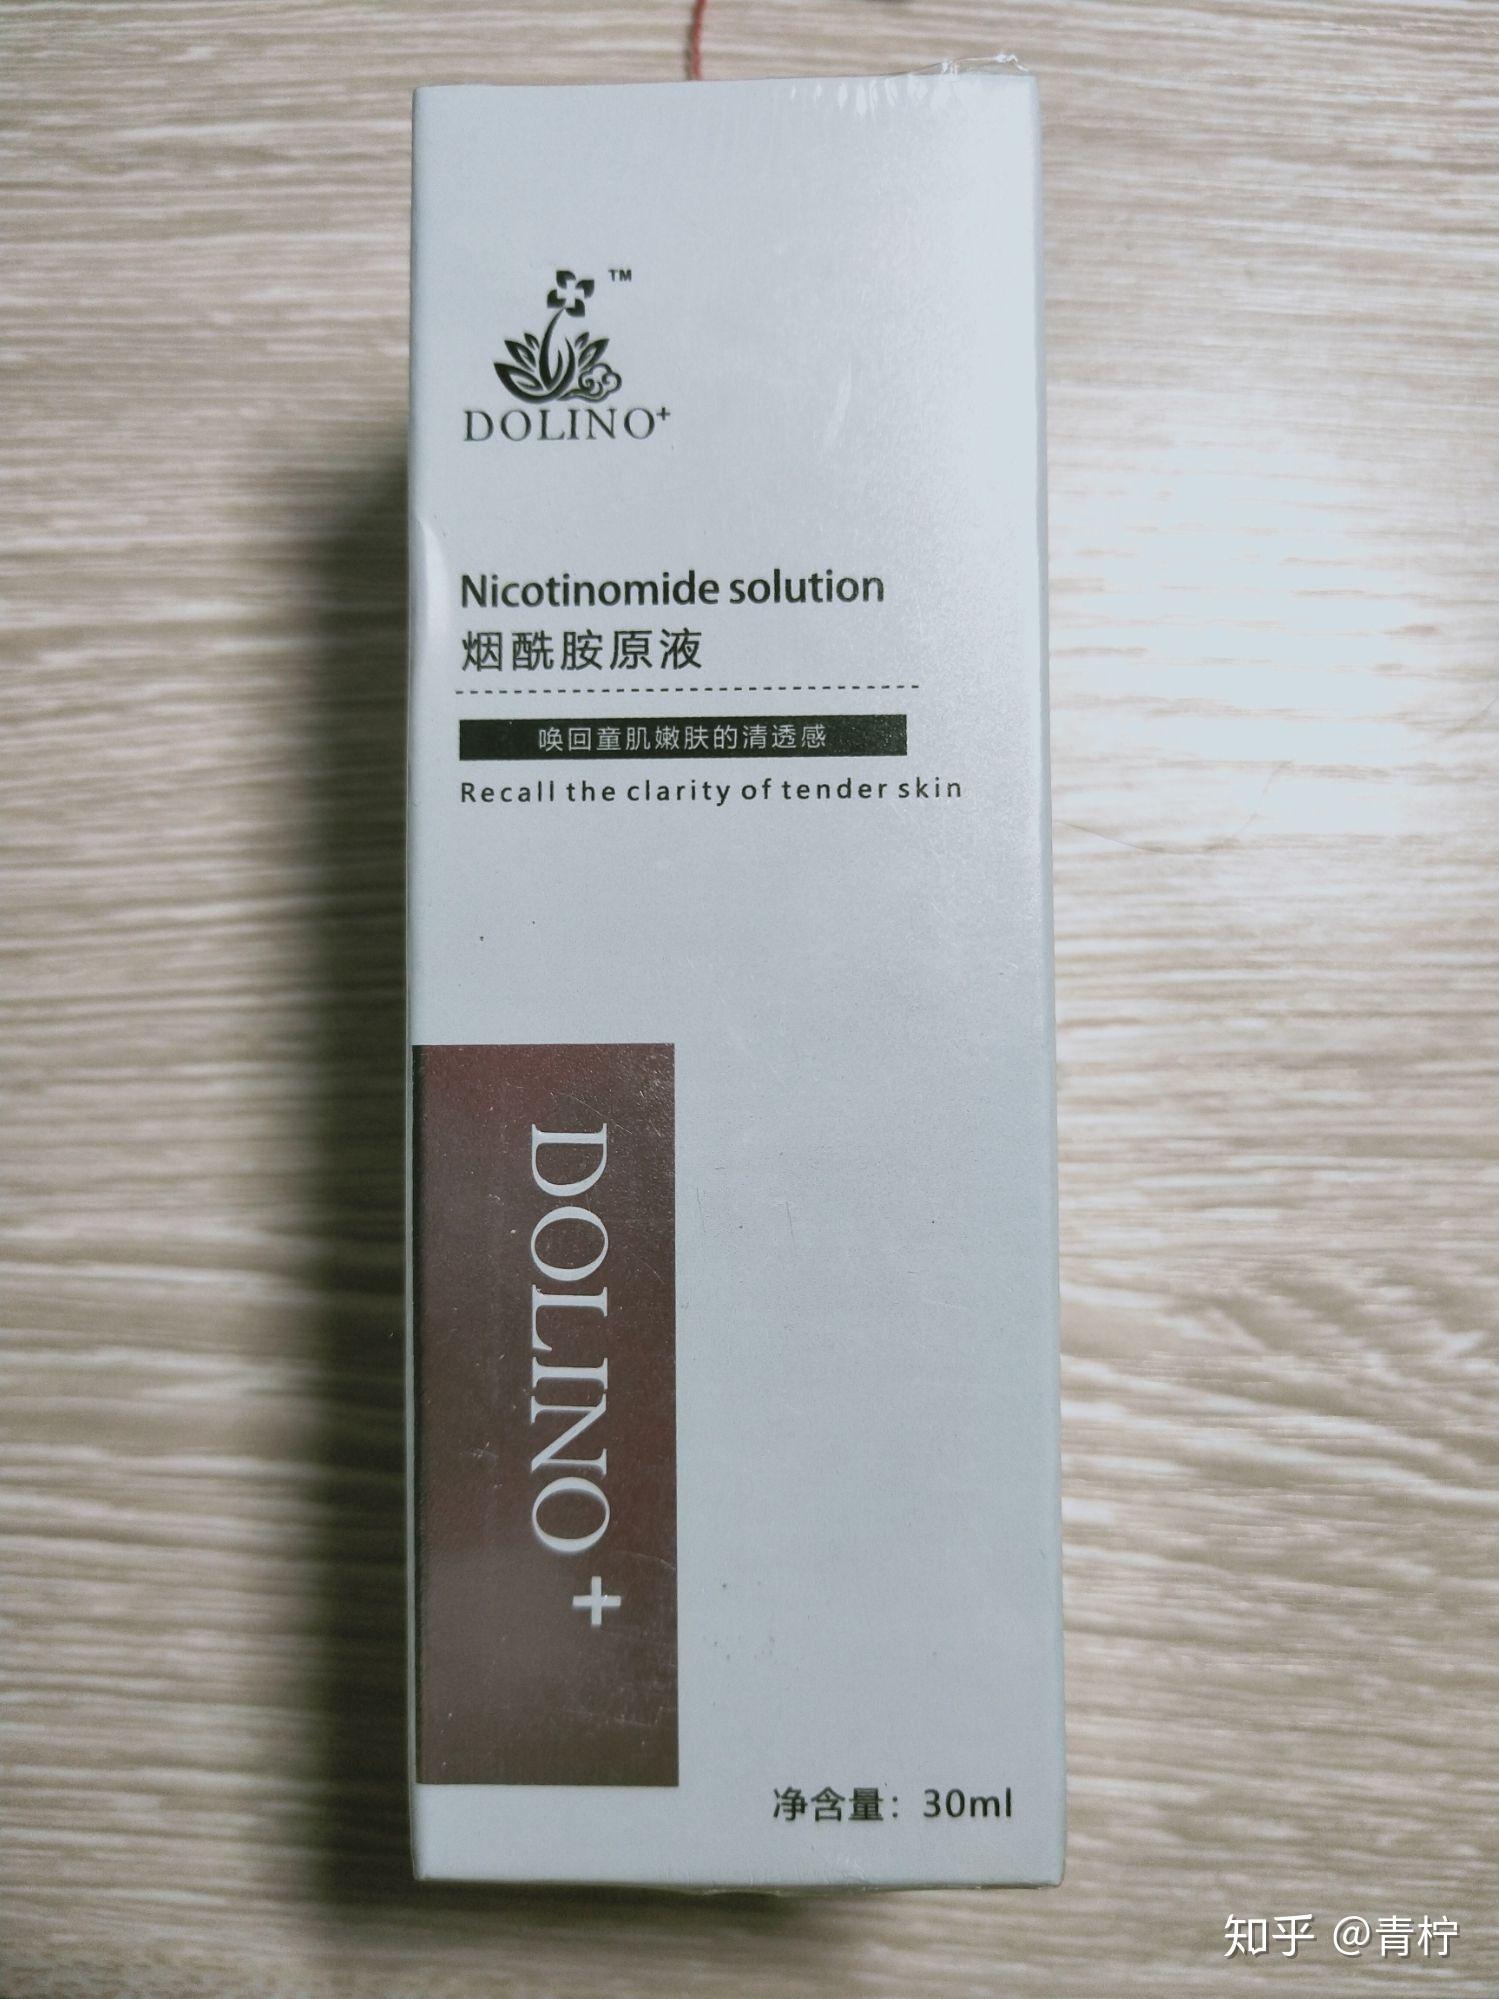 TM
DOLINO+
Nicotinomide solution
烟酰胺原液
唤回童肌嫩肤的清透感
Recall the clarity of tender skin
DOLINO+
净含量：30ml
知乎 @青柠